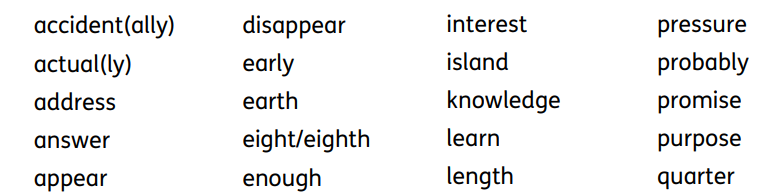 accident(ally) disappear interest pressure
actual(ly) early island probably
address earth knowledge promise
answer eight/eighth learn purpose
appear enough length quarter